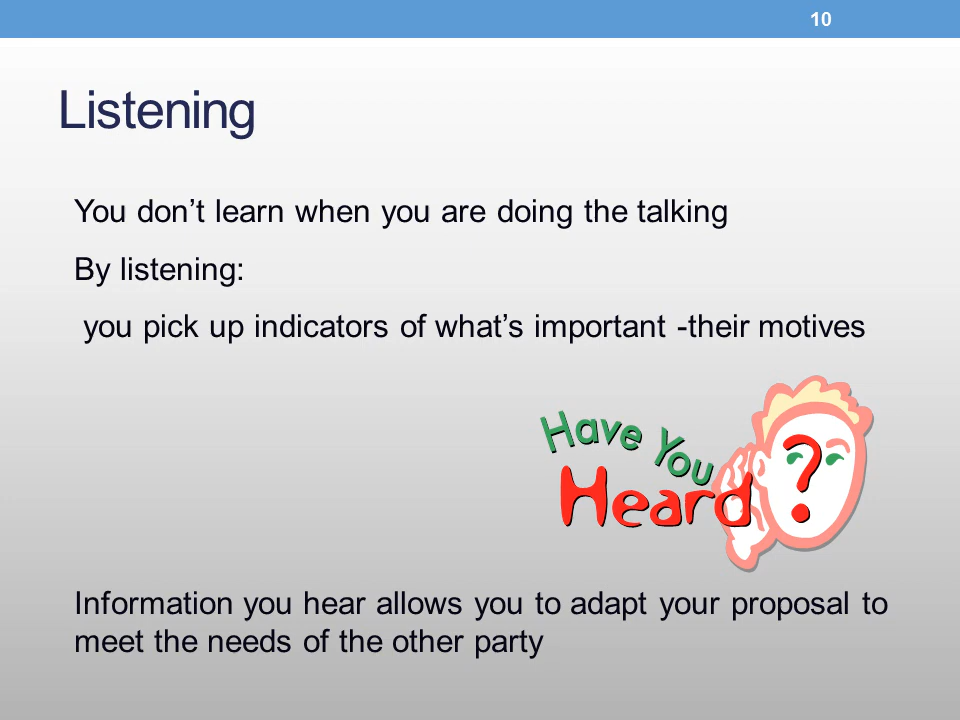 10
Listening
You don’t learn when you are doing the talking
By listening:
you pick up indicators of what’s important -their motives
Have You
Heard ?
Information you hear allows you to adapt your proposal to
meet the needs of the other party